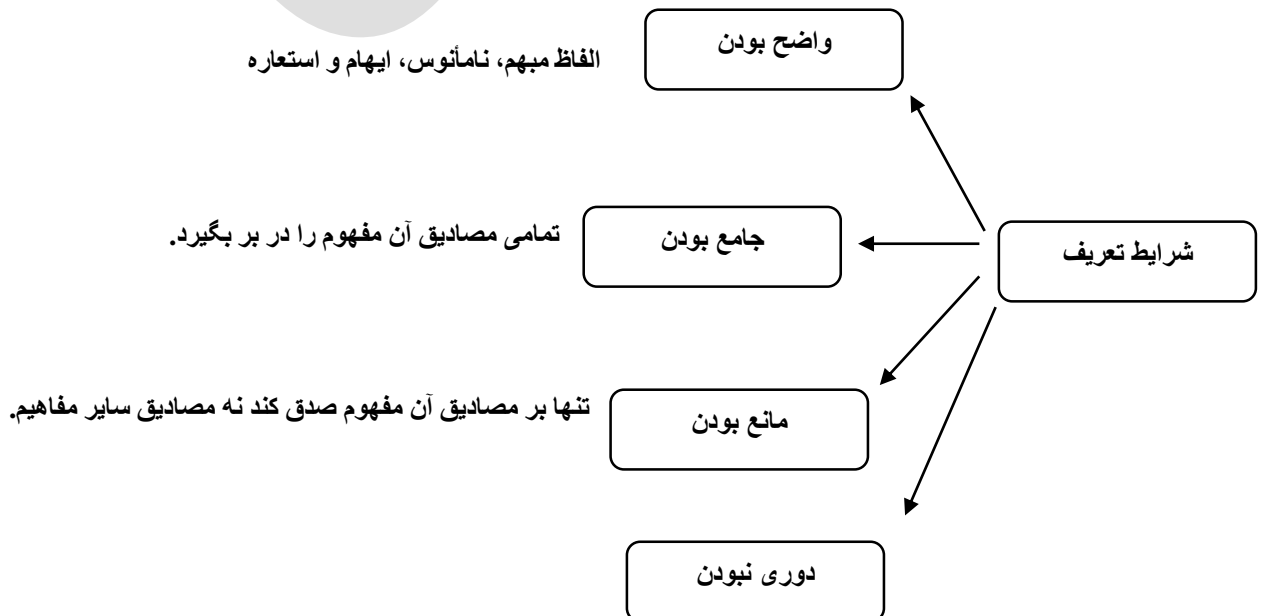 شرایط تعریف
واضح بودن
الفاظ مبهم، نامأنوس، ایهام و استعاره
جامع بودن
تمامی مصادیق آن مفهوم را در بر بگیرد.
مانع بودن
تنها بر مصادیق آن مفهوم صدق کند نه مصادیق سایر مفاهیم.
دوری نبودن